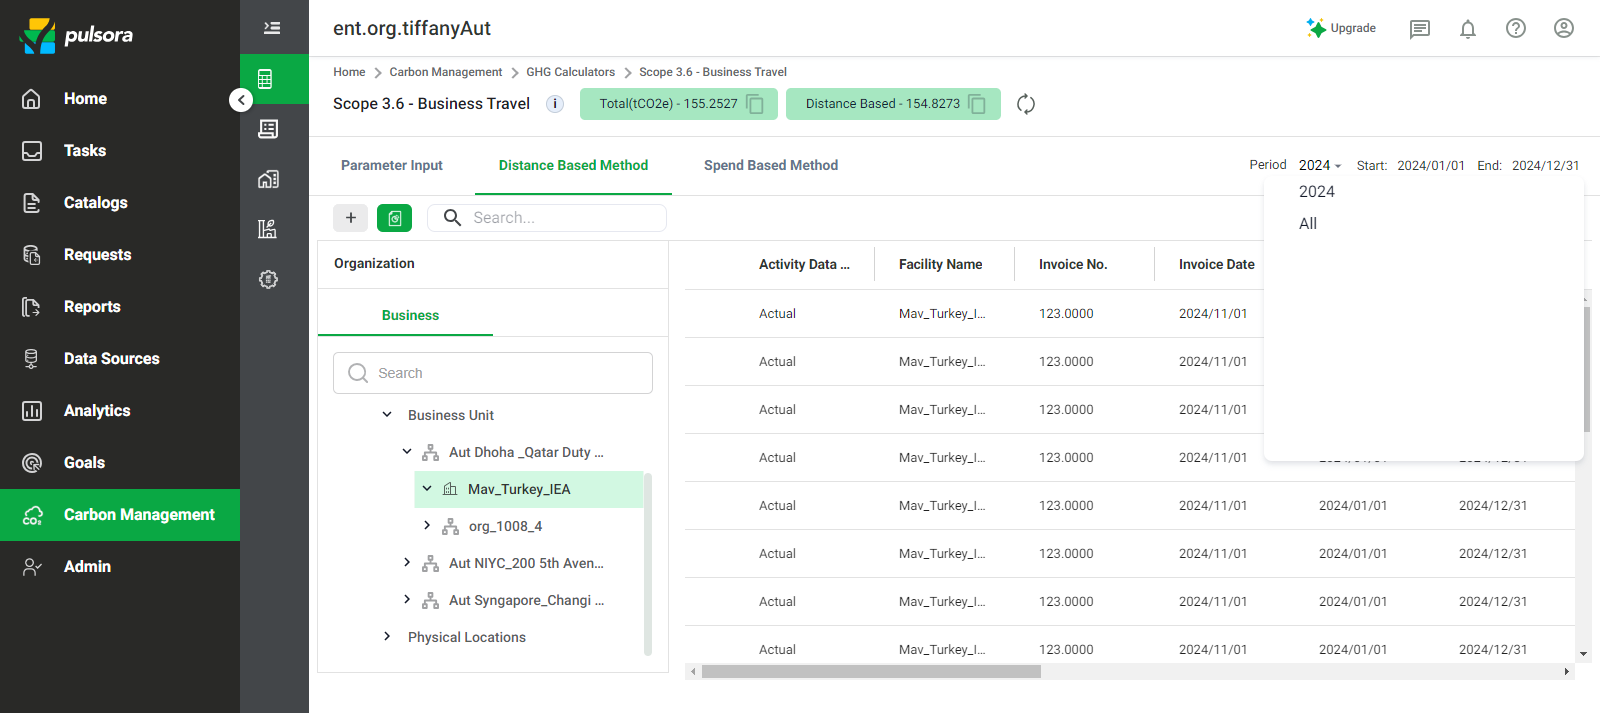 pulsora
Home
Tasks
Catalogs
Requests
Reports
Data Sources
Analytics
Goals
CO2
Carbon Management
Admin
ent.org.tiffanyAut
Upgrade
Home > Carbon Management > GHG Calculators > Scope 3.6 - Business Travel
Scope 3.6 - Business Travel i Total(tCO2e) - 155.2527 Distance Based - 154.8273
Parameter Input Distance Based Method Spend Based Method Period 2024 Start: 2024/01/01 End: 2024/12/31
2024
All
+ Search...
Organization
Business
Search
Business Unit
Aut Dhoha _Qatar Duty ...
Mav_Turkey_IEA
org_1008_4
Aut NIYC_200 5th Aven...
Aut Syngapore_Changi ...
Physical Locations
Activity Data ... Facility Name Invoice No. Invoice Date
Actual Mav_Turkey_I... 123.0000 2024/11/01
Actual Mav_Turkey_I... 123.0000 2024/11/01
Actual Mav_Turkey_I... 123.0000 2024/11/01
Actual Mav_Turkey_I... 123.0000 2024/11/01 2024/01/01 2024/12/31
Actual Mav_Turkey_I... 123.0000 2024/11/01 2024/01/01 2024/12/31
Actual Mav_Turkey_I... 123.0000 2024/11/01 2024/01/01 2024/12/31
Actual Mav_Turkey_I... 123.0000 2024/11/01 2024/01/01 2024/12/31
Actual Mav_Turkey_I... 123.0000 2024/11/01 2024/01/01 2024/12/31